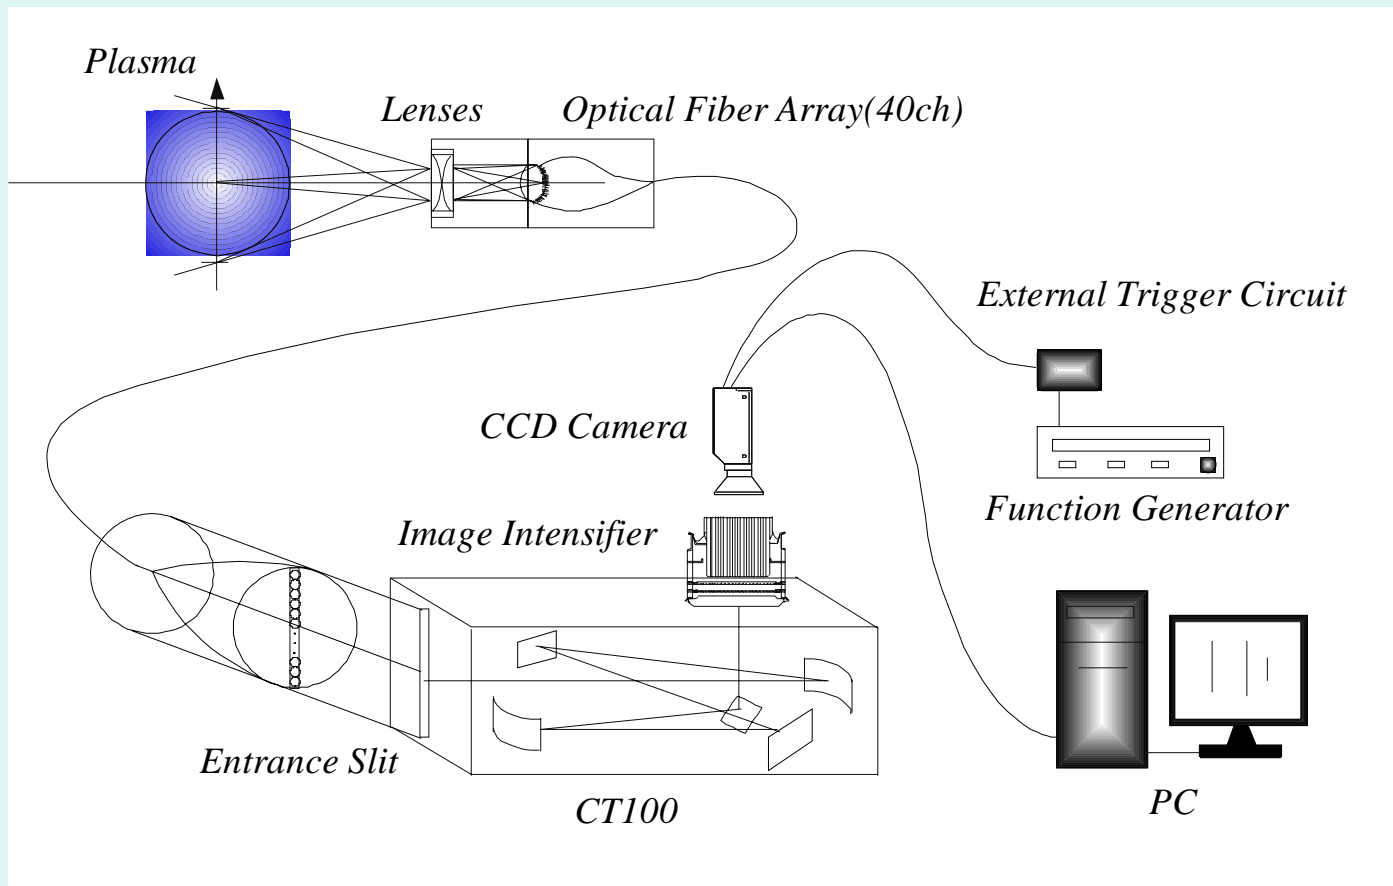 Plasma
Lenses
Optical Fiber Array(40ch)
External Trigger Circuit
CCD Camera
Function Generator
Image Intensifier
Entrance Slit
CT100
PC